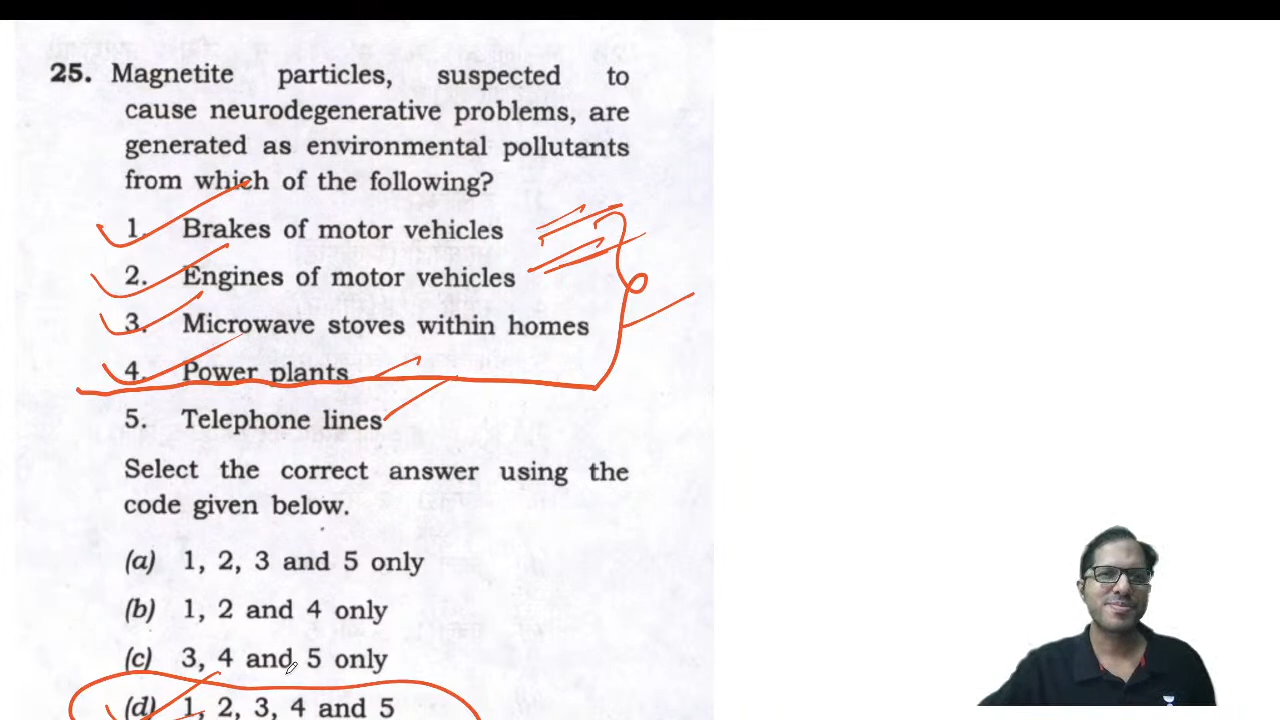 25. Magnetite particles, suspected to
cause neurodegenerative problems, are
generated as environmental pollutants
from which of the following?
1. Brakes of motor vehicles
2. Engines of motor vehicles
3. Microwave stoves within homes
4. Power plants
5. Telephone lines
Select the correct answer using the
code given below.
(a) 1, 2, 3 and 5 only
(b) 1, 2 and 4 only
(c) 3, 4 and 5 only
(d) 1, 2, 3, 4 and 5